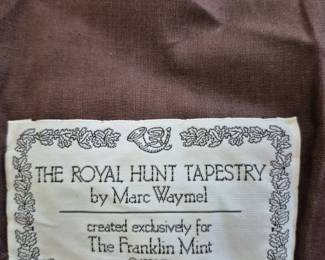 THE ROYAL HUNT TAPESTRY
by Marc Waymel
created exclusively for
The Franklin Mint